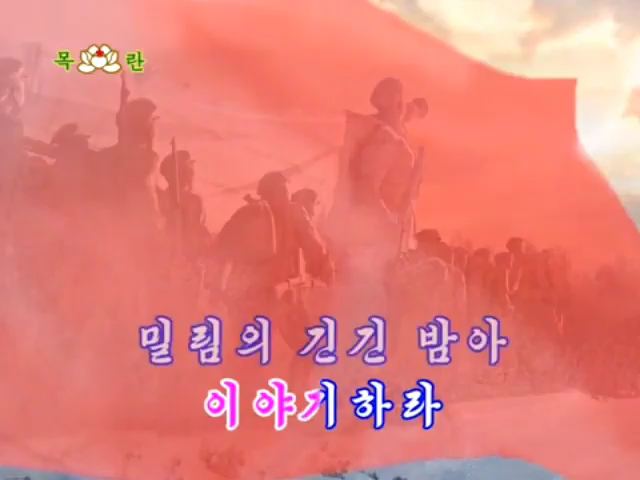 목란
밀림의 긴긴 밤아
이야기하라